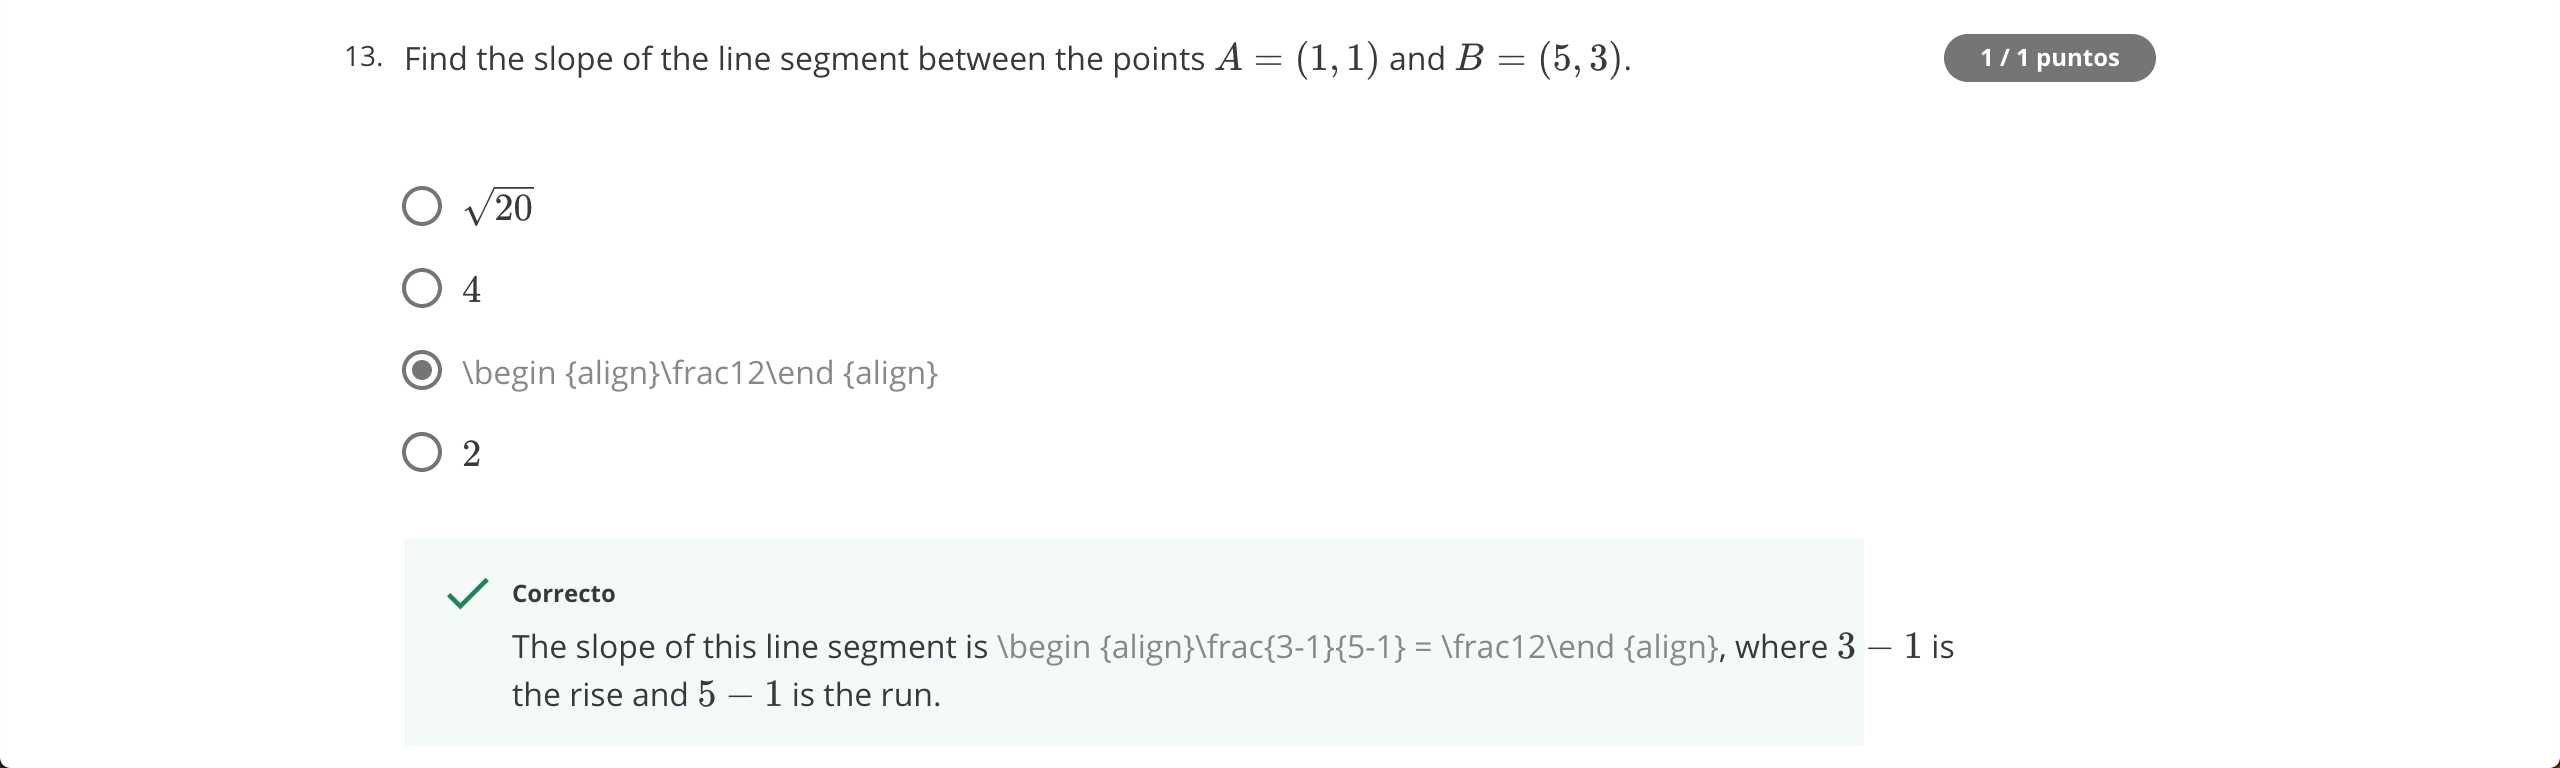 13. Find the slope of the line segment between the points A = (1, 1) and B = (5, 3).
1 / 1 puntos
√20
4
\begin {align}\frac12\end {align}
2
Correcto
The slope of this line segment is \begin {align}\frac{3-1}{5-1} = \frac12\end {align}, where 3 − 1 is
the rise and 5 − 1 is the run.